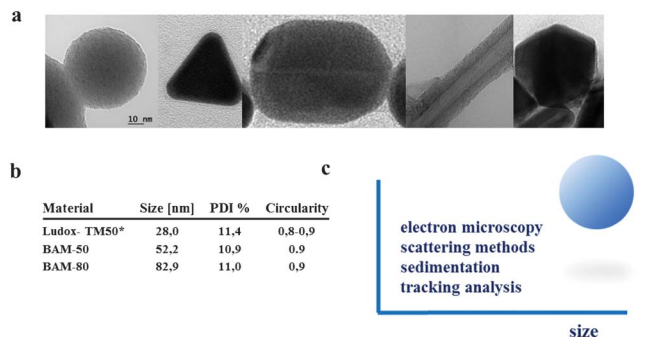 a
10 nm
b
Material Size [nm] PDI % Circularity
Ludox- TM50* 28,0 11,4 0,8-0,9
BAM-50 52,2 10,9 0.9
BAM-80 82,9 11,0 0,9
c
electron microscopy
scattering methods
sedimentation
tracking analysis
size